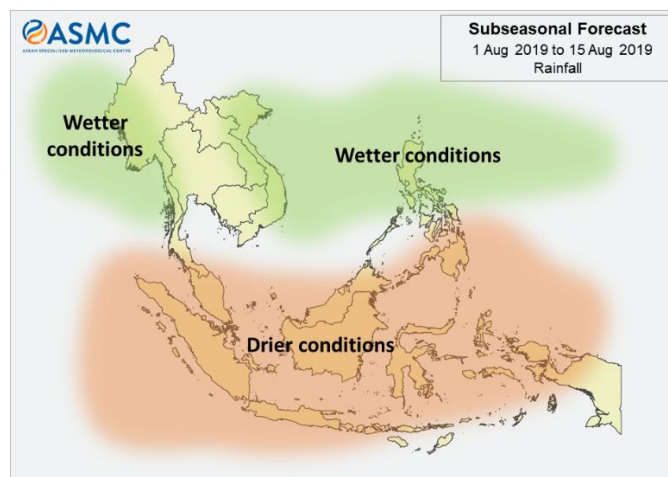 ASMC
ASEAN SPECIALISED METEOROLOGICAL CENTRE
Subseasonal Forecast
1 Aug 2019 to 15 Aug 2019
Rainfall
Wetter
conditions
Wetter conditions
Drier conditions